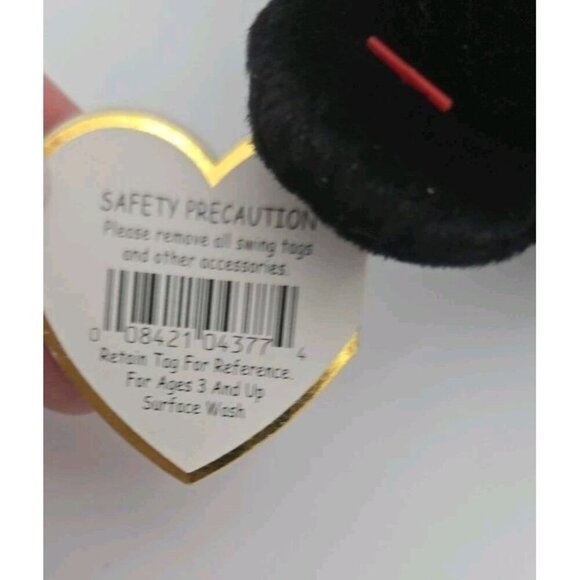 SAFETY PRECAUTION
Please remove all swing tags
and other accessories.
0 08421 04377 4
Retain Tag For Reference.
For Ages 3 And Up
Surface Wash